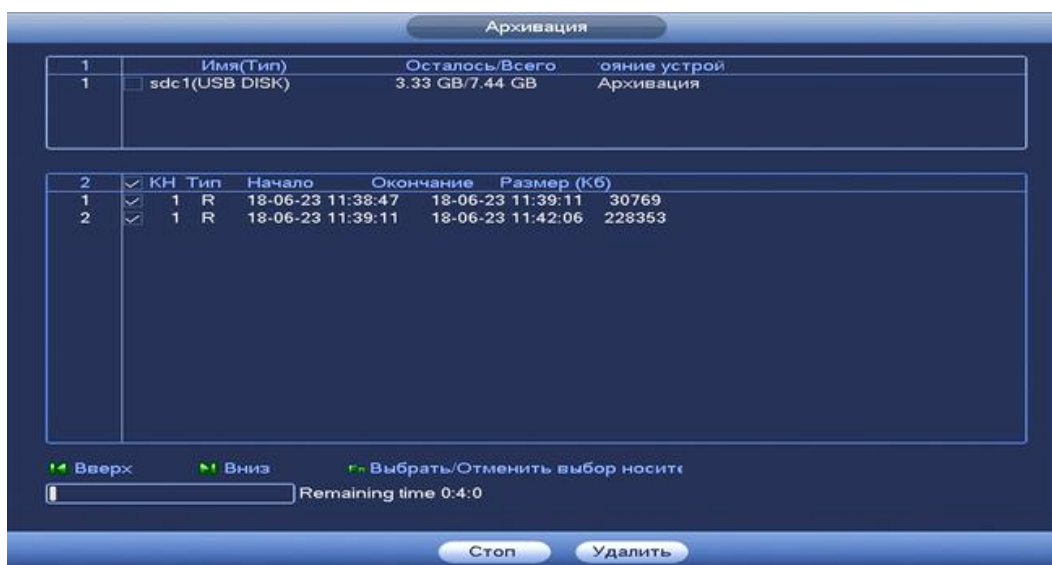 Архивация
1 Имя(Тип) Осталось/Всего ояние устрой
1 sdc1(USB DISK) 3.33 GB/7.44 GB Архивация
2 КН Тип Начало Окончание Размер (Кб)
1 1 R 18-06-23 11:38:47 18-06-23 11:39:11 30769
2 1 R 18-06-23 11:39:11 18-06-23 11:42:06 228353
Вверх Вниз Fn Выбрать/Отменить выбор носите
Remaining time 0:4:0
Стоп Удалить